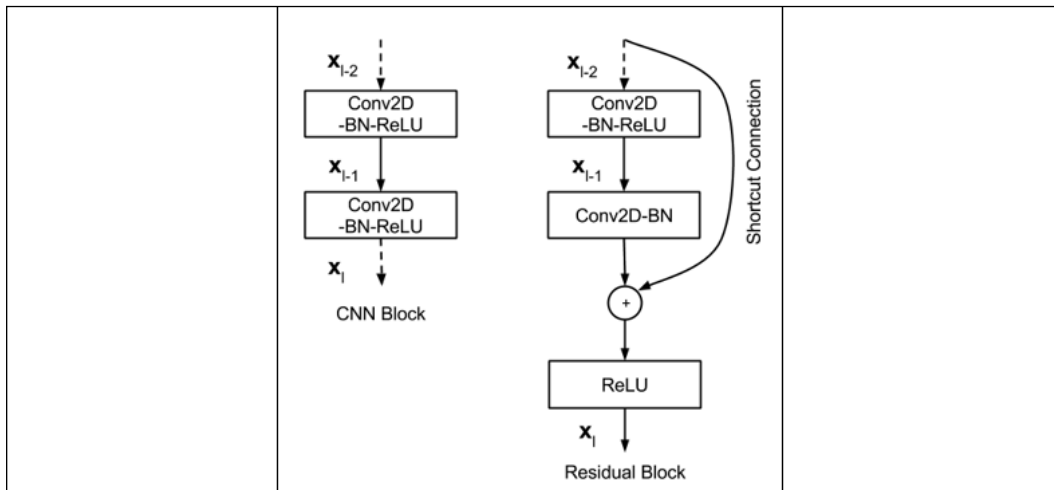 x_l-2
Conv2D
-BN-ReLU
x_l-1
Conv2D
-BN-ReLU
x_l
CNN Block
x_l-2
Conv2D
-BN-ReLU
x_l-1
Conv2D-BN
+
ReLU
x_l
Residual Block
Shortcut Connection